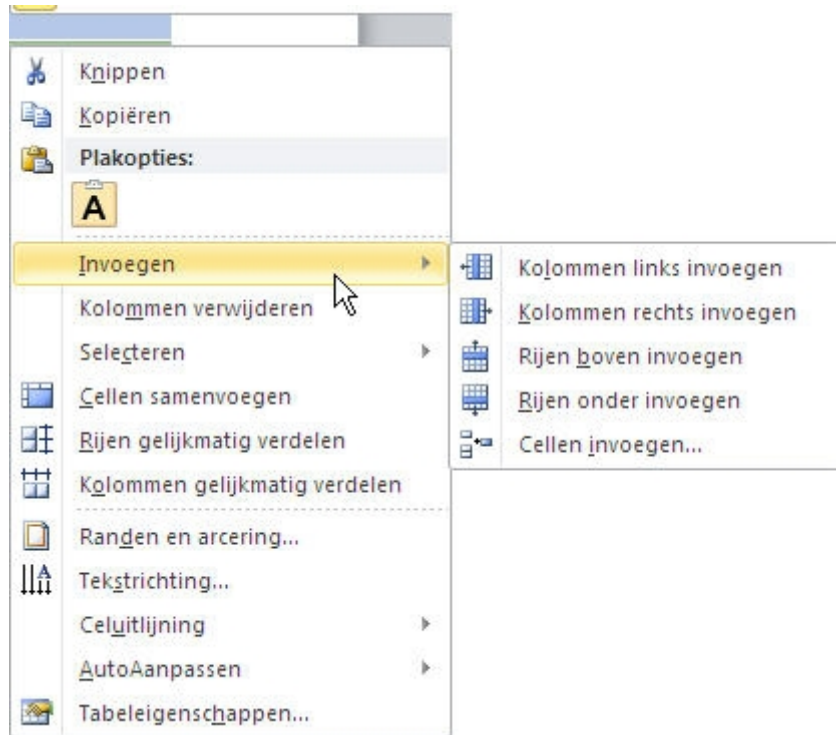 Knippen
Kopiëren
Plakopties:
A
Invoegen
Kolommen verwijderen
Selecteren
Cellen samenvoegen
Rijen gelijkmatig verdelen
Kolommen gelijkmatig verdelen
Randen en arcering...
Tekstrichting...
Celuitlijning
AutoAanpassen
Tabeleigenschappen...
Kolommen links invoegen
Kolommen rechts invoegen
Rijen boven invoegen
Rijen onder invoegen
Cellen invoegen...